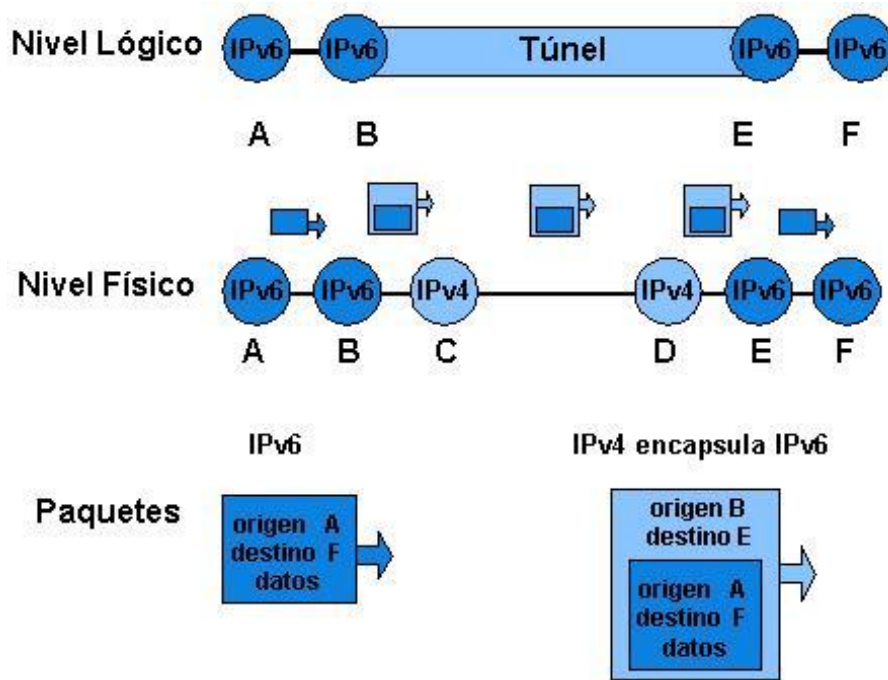 Nivel Lógico IPv6 IPv6 Túnel IPv6 IPv6
A B E F
Nivel Físico IPv6 IPv6 IPv4 IPv4 IPv6 IPv6
A B C D E F
IPv6 IPv4 encapsula IPv6
Paquetes
origen A
destino F
datos
origen B
destino E
origen A
destino F
datos